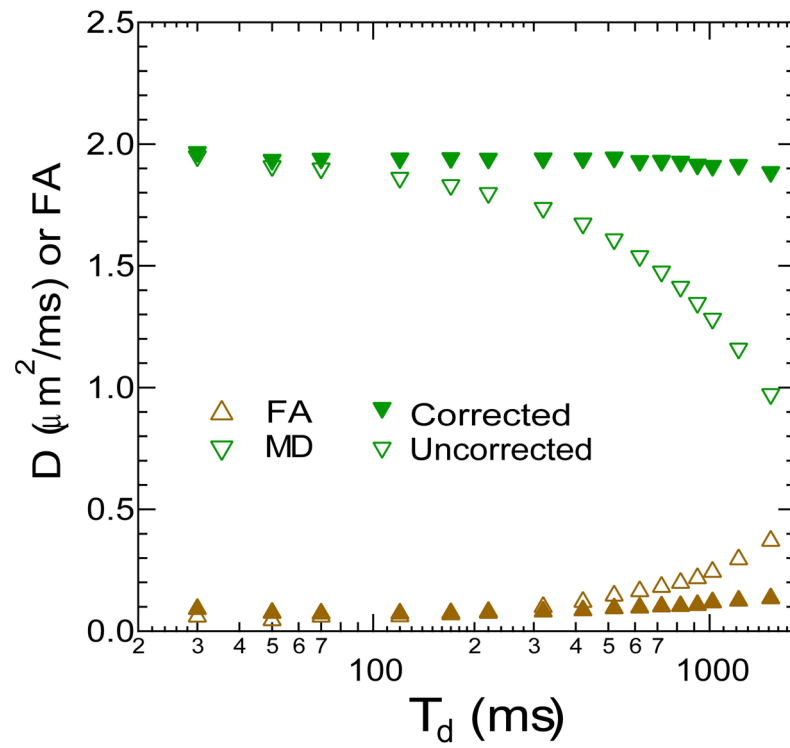 2.5
2.0
1.5
1.0
0.5
0.0
D (μm²/ms) or FA
FA
MD
Corrected
Uncorrected
2 3 4 5 6 7 2 3 4 5 6 7
100 1000
T_d (ms)